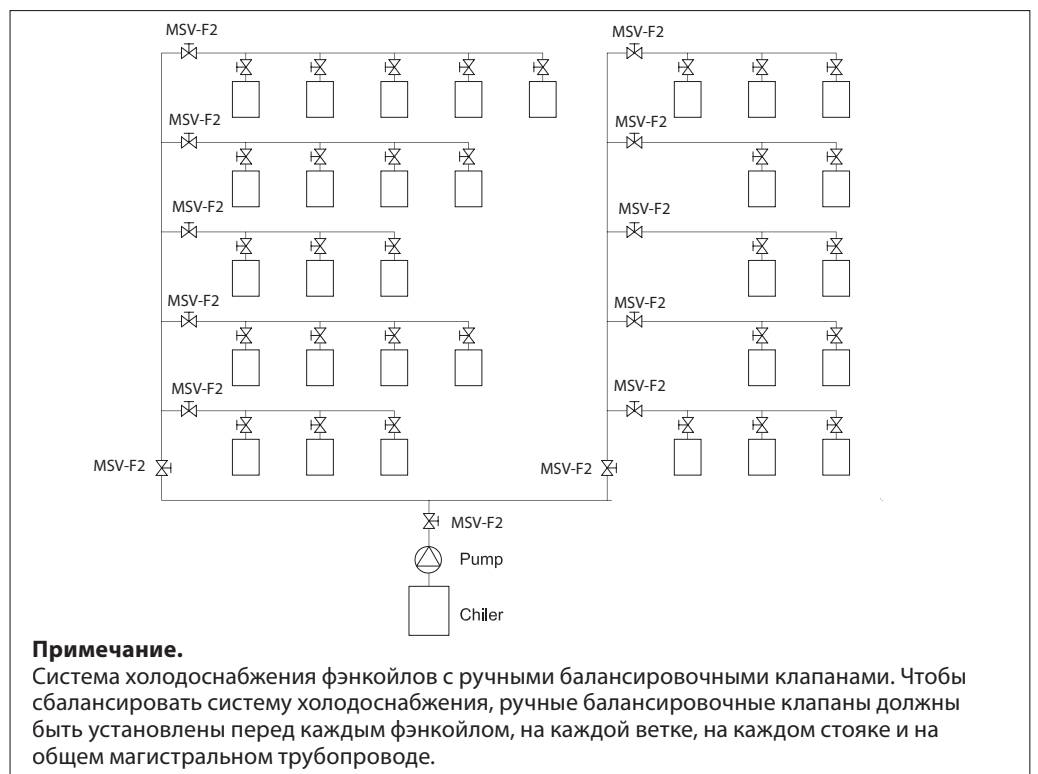 MSV-F2
MSV-F2
MSV-F2
MSV-F2
MSV-F2
MSV-F2
MSV-F2
MSV-F2
MSV-F2
MSV-F2
MSV-F2
MSV-F2
MSV-F2
Pump
Chiler
Примечание.
Система холодоснабжения фэнкойлов с ручными балансировочными клапанами. Чтобы
сбалансировать систему холодоснабжения, ручные балансировочные клапаны должны
быть установлены перед каждым фэнкойлом, на каждой ветке, на каждом стояке и на
общем магистральном трубопроводе.